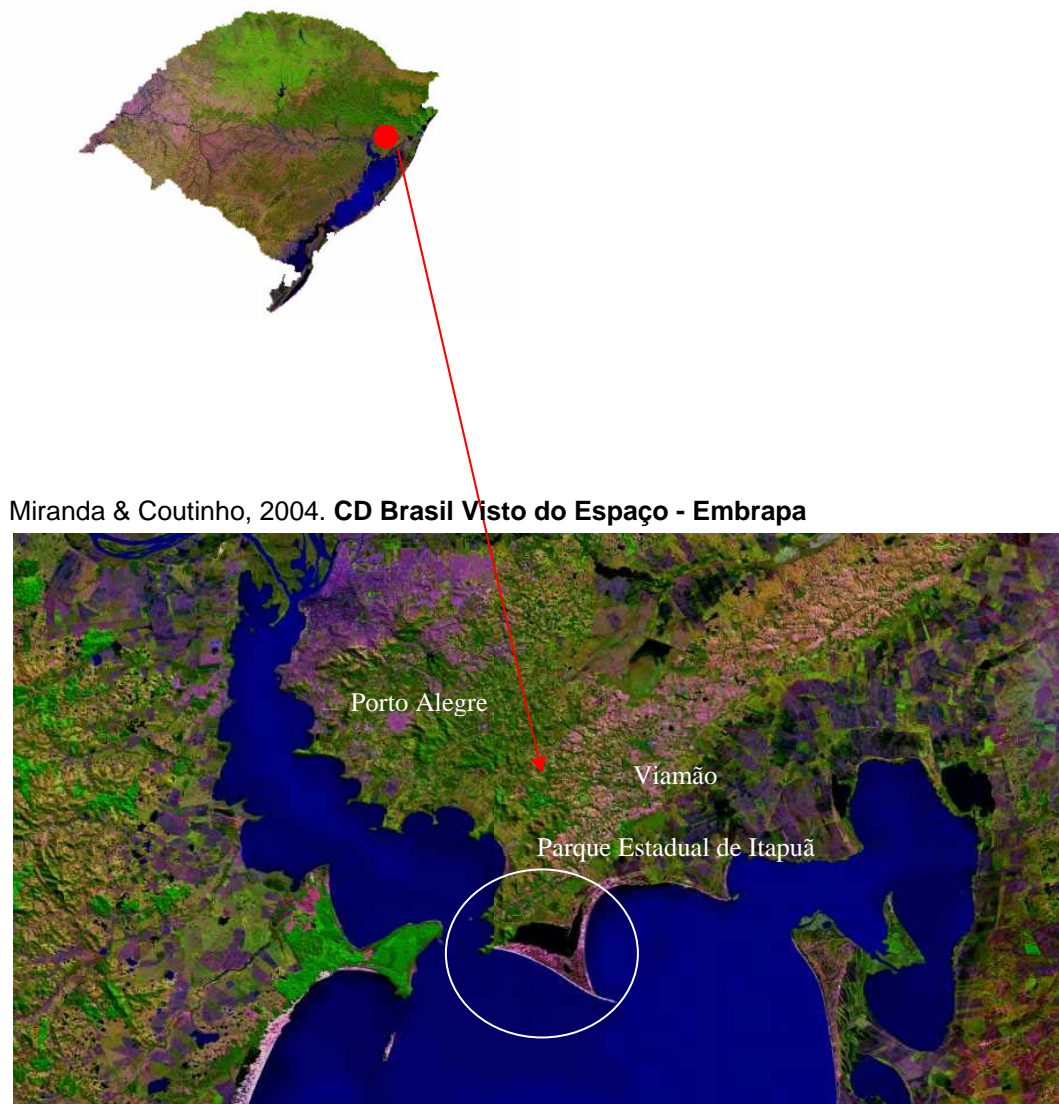 Miranda & Coutinho, 2004. CD Brasil Visto do Espaço - Embrapa
Porto Alegre
Viamão
Parque Estadual de Itapuã